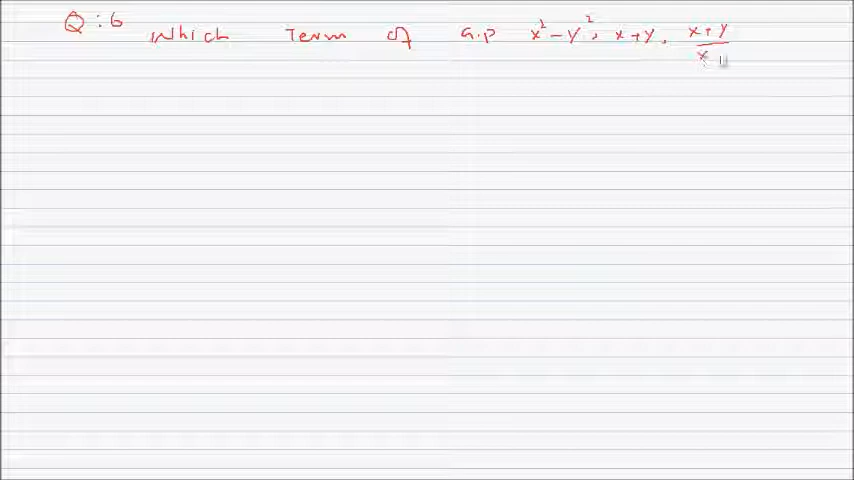 Q : 6 which Term of G.P x² - y², x + y, x + y / x